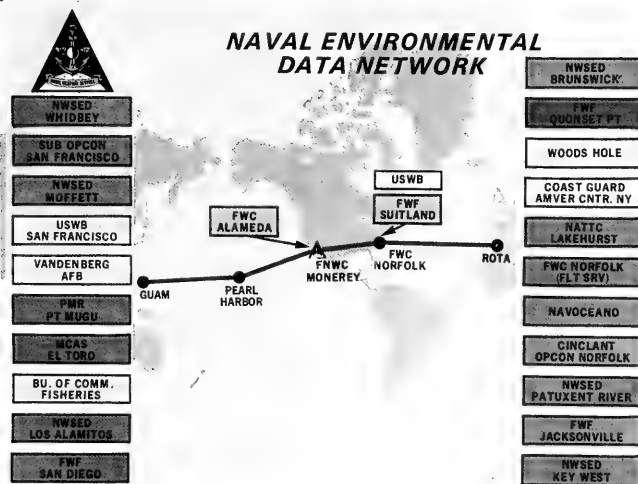 NAVAL ENVIRONMENTAL
DATA NETWORK
NWSED
WHIDBEY
SUB OPCON
SAN FRANCISCO
NWSED
MOFFETT
USWB
SAN FRANCISCO
VANDENBERG
AFB
PMR
PT MUGU
MCAS
EL TORO
BU. OF COMM.
FISHERIES
NWSED
LOS ALAMITOS
FWF
SAN DIEGO
USWB
FWF
SUITLAND
FWC
ALAMEDA
GUAM
PEARL
HARBOR
FNWC
MONEREY
FWC
NORFOLK
ROTA
NWSED
BRUNSWICK
FWF
QUONSET PT
WOODS HOLE
COAST GUARD
AMVER CNTR. NY
NATTC
LAKEHURST
FWC NORFOLK
(FLT SRV)
NAVOCEANO
CINCLANT
OPCON NORFOLK
NWSED
PATUXENT RIVER
FWF
JACKSONVILLE
NWSED
KEY WEST